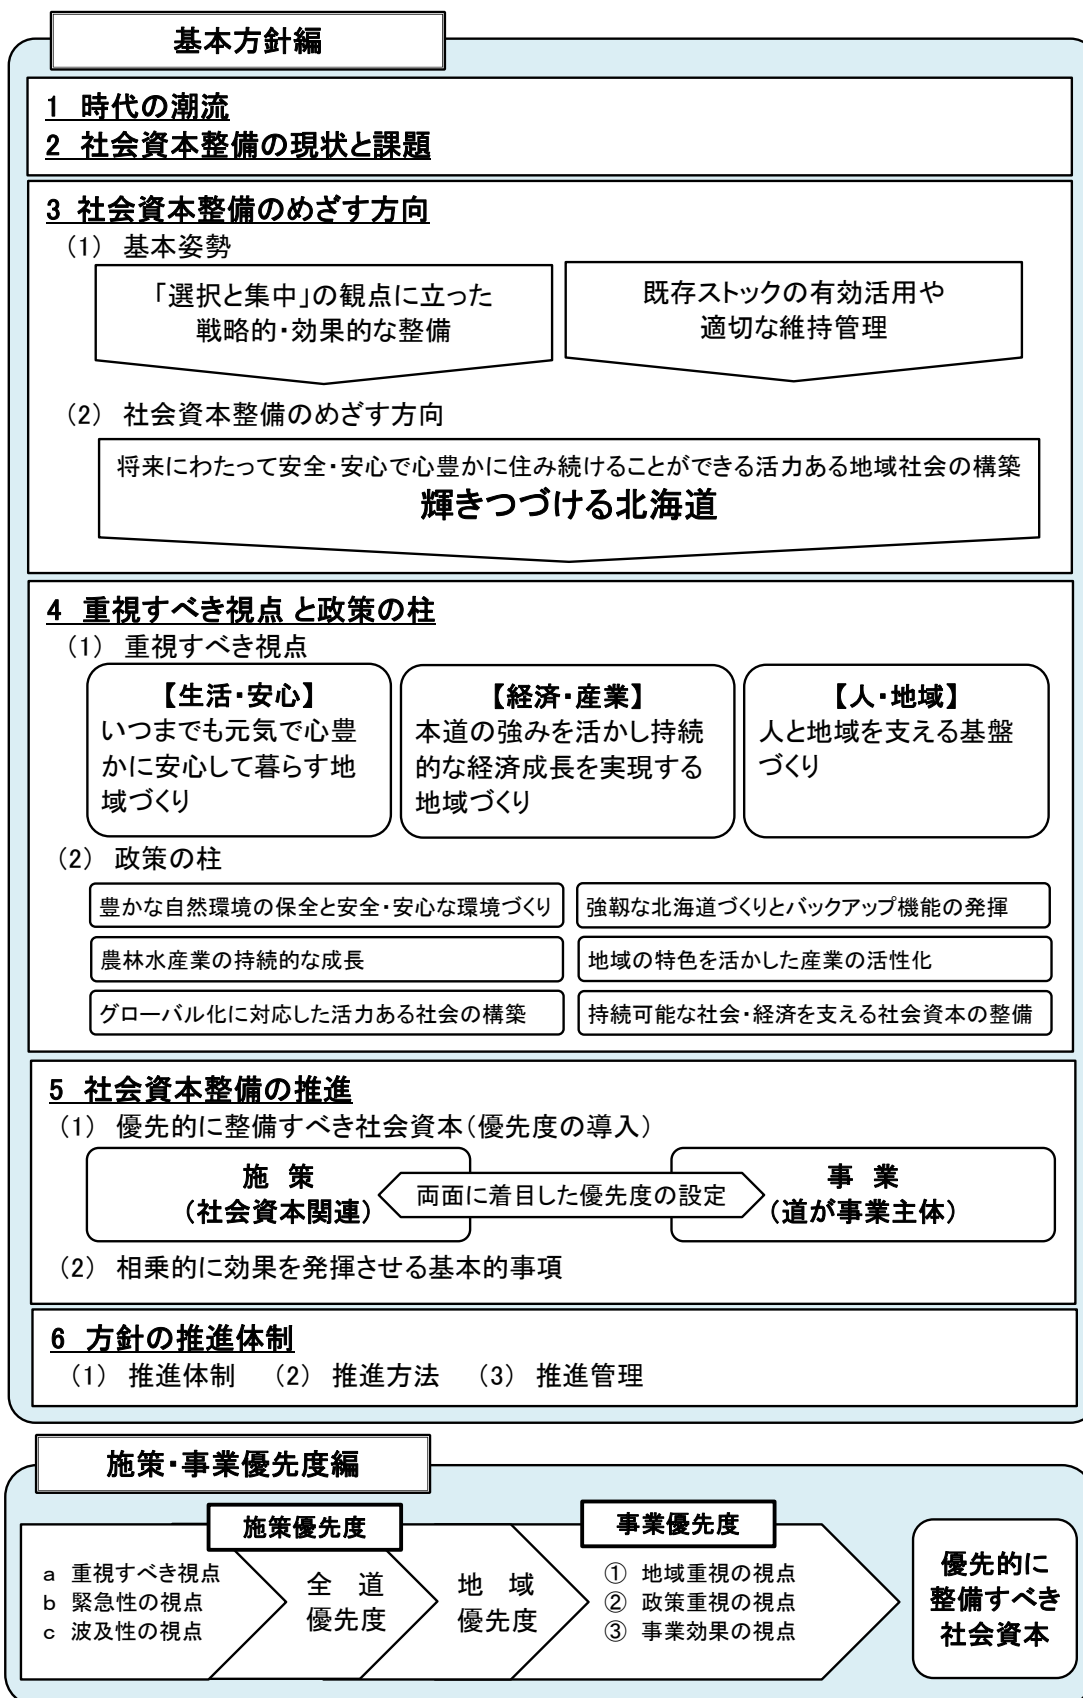 基本方針編
1 時代の潮流
2 社会資本整備の現状と課題
3 社会資本整備のめざす方向
(1) 基本姿勢
「選択と集中」の観点に立った
戦略的・効果的な整備
既存ストックの有効活用や
適切な維持管理
(2) 社会資本整備のめざす方向
将来にわたって安全・安心で心豊かに住み続けることができる活力ある地域社会の構築
輝きつづける北海道
4 重視すべき視点 と政策の柱
(1) 重視すべき視点
【生活・安心】
いつまでも元気で心豊
かに安心して暮らす地
域づくり
【経済・産業】
本道の強みを活かし持続
的な経済成長を実現する
地域づくり
【人・地域】
人と地域を支える基盤
づくり
(2) 政策の柱
豊かな自然環境の保全と安全・安心な環境づくり
強靱な北海道づくりとバックアップ機能の発揮
農林水産業の持続的な成長
地域の特色を活かした産業の活性化
グローバル化に対応した活力ある社会の構築
持続可能な社会・経済を支える社会資本の整備
5 社会資本整備の推進
(1) 優先的に整備すべき社会資本(優先度の導入)
施 策
(社会資本関連)
両面に着目した優先度の設定
事 業
(道が事業主体)
(2) 相乗的に効果を発揮させる基本的事項
6 方針の推進体制
(1) 推進体制 (2) 推進方法 (3) 推進管理
施策・事業優先度編
施策優先度
a 重視すべき視点
b 緊急性の視点
c 波及性の視点
全 道
優先度
地 域
優先度
事業優先度
① 地域重視の視点
② 政策重視の視点
③ 事業効果の視点
優先的に
整備すべき
社会資本